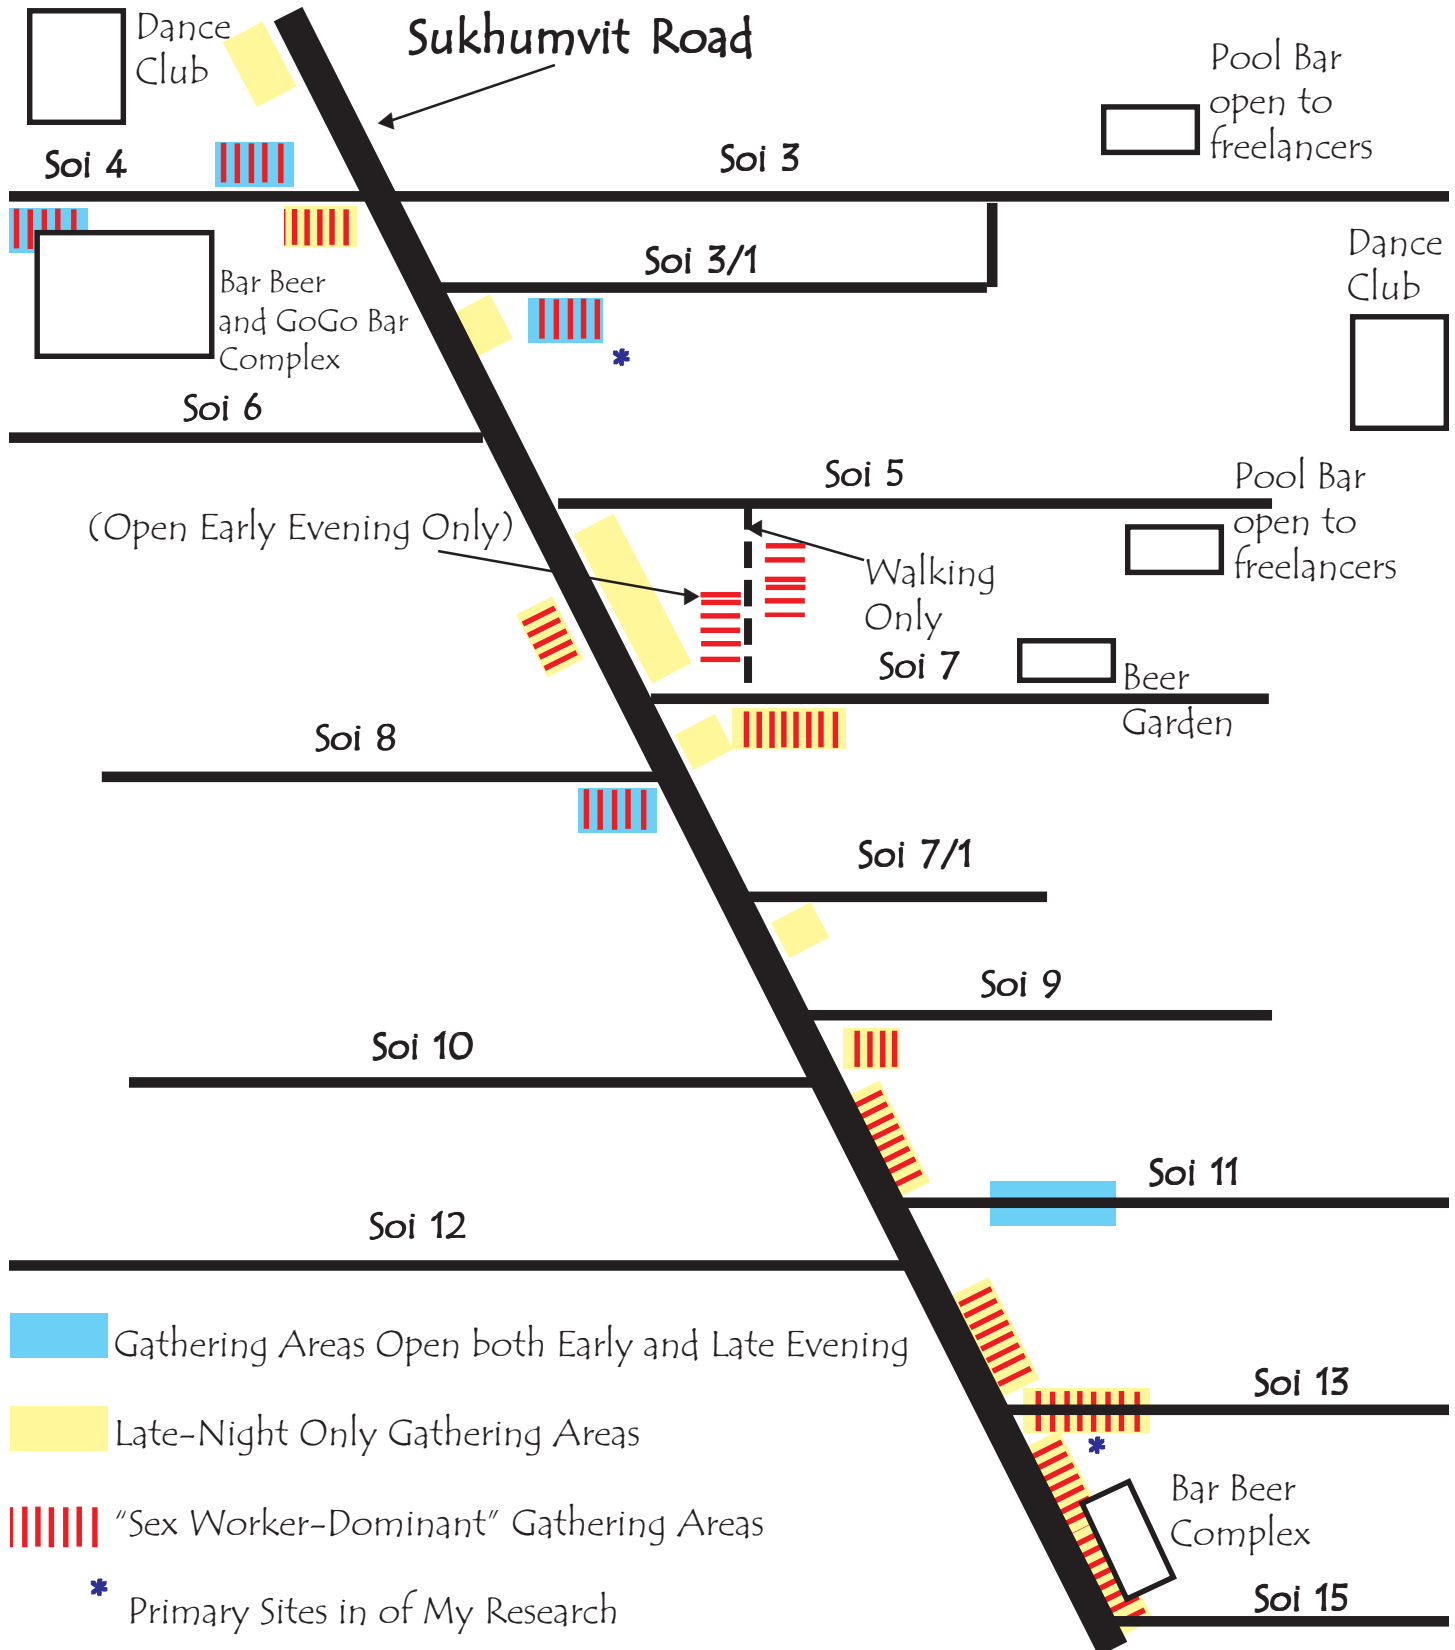 Dance
Club
Sukhumvit Road
Pool Bar
open to
freelancers
Soi 4
Soi 3
Soi 3/1
Dance
Club
Bar Beer
and GoGo Bar
Complex
Soi 6
Soi 5
Pool Bar
open to
freelancers
(Open Early Evening Only)
Walking
Only
Soi 7
Beer
Garden
Soi 8
Soi 7/1
Soi 9
Soi 10
Soi 11
Soi 12
Gathering Areas Open both Early and Late Evening
Soi 13
Late-Night Only Gathering Areas
Bar Beer
Complex
"Sex Worker-Dominant" Gathering Areas
Soi 15
* Primary Sites in of My Research